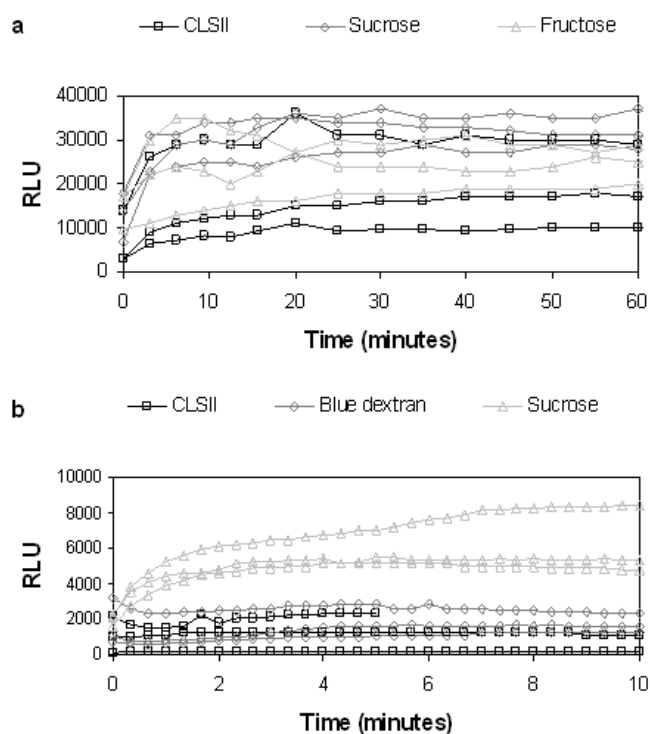 a
CLSII Sucrose Fructose
40000
30000
20000
10000
0
RLU
0 10 20 30 40 50 60
Time (minutes)
b
CLSII Blue dextran Sucrose
10000
8000
6000
4000
2000
0
RLU
0 2 4 6 8 10
Time (minutes)